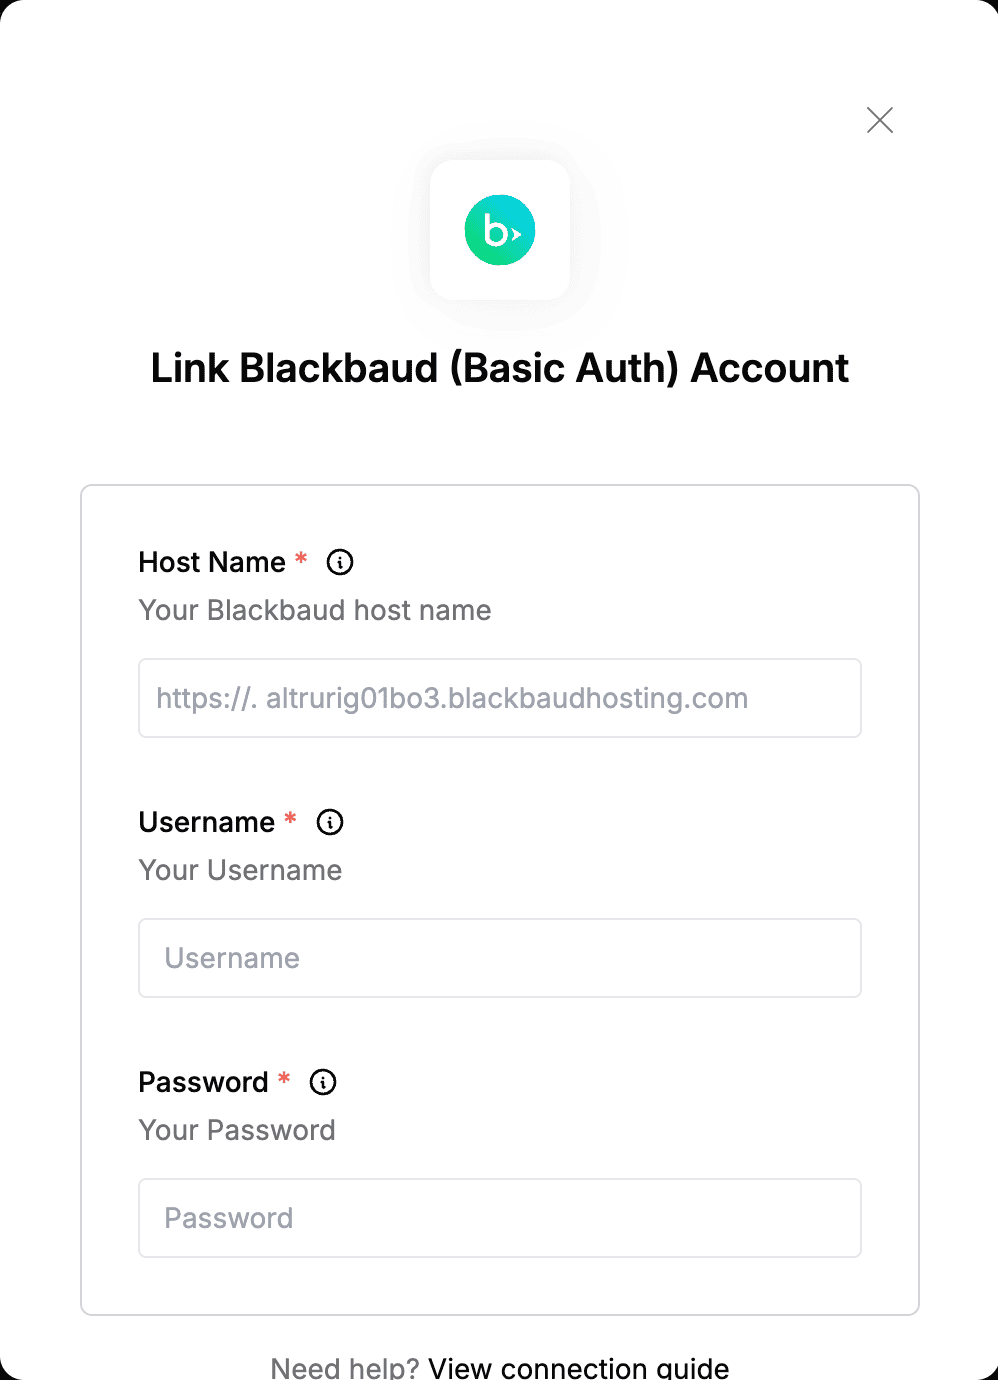 b
Link Blackbaud (Basic Auth) Account
Host Name *
Your Blackbaud host name
https://. altrurig01bo3.blackbaudhosting.com
Username *
Your Username
Username
Password *
Your Password
Password
Need help? View connection guide